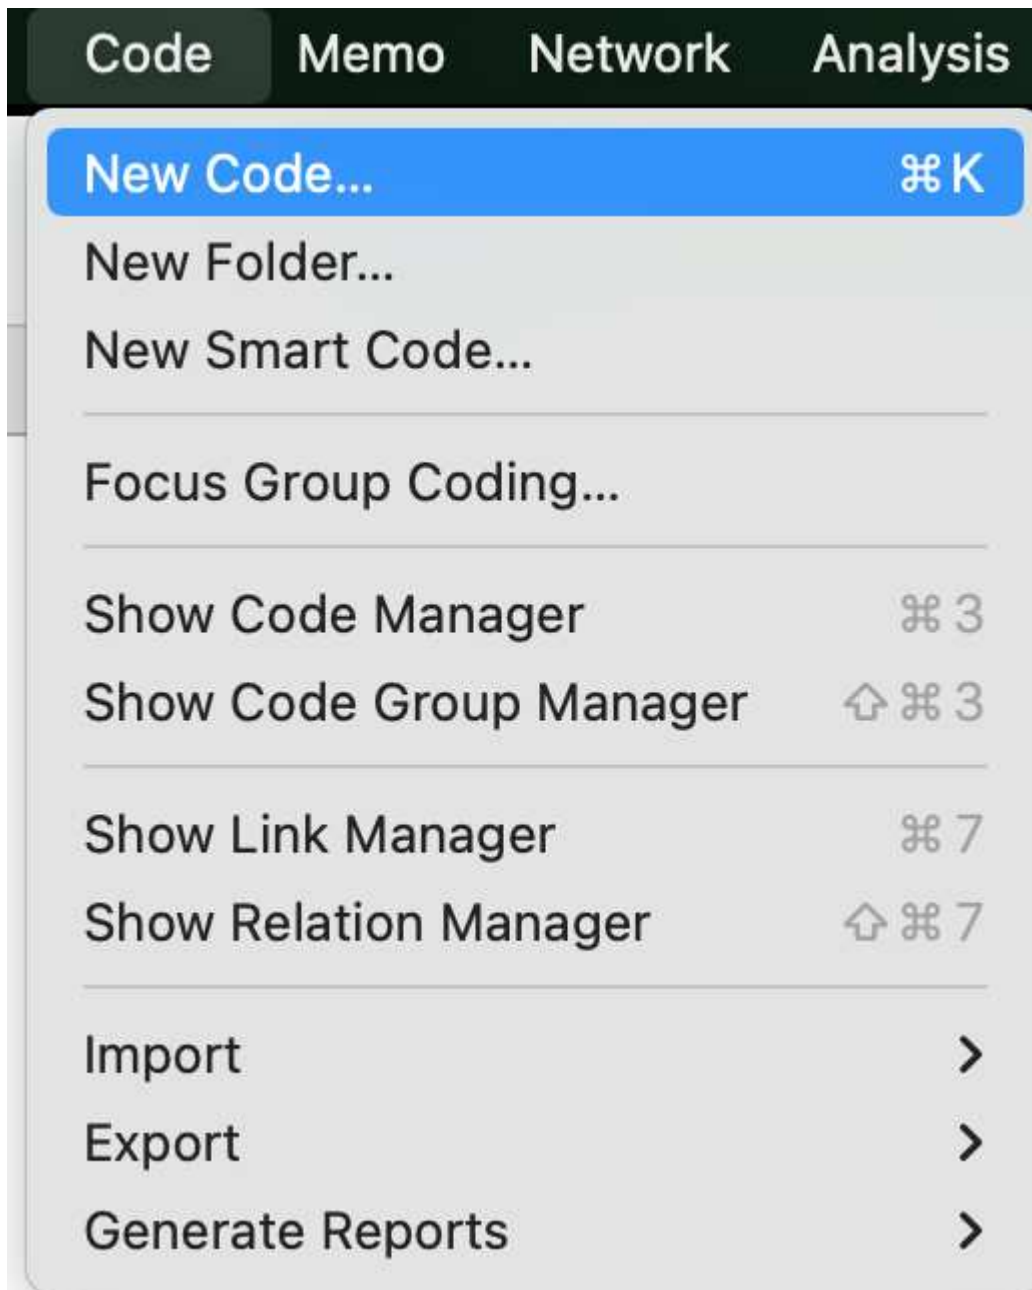 Code Memo Network Analysis
New Code... ⌘K
New Folder...
New Smart Code...
Focus Group Coding...
Show Code Manager ⌘3
Show Code Group Manager ⇧⌘3
Show Link Manager ⌘7
Show Relation Manager ⇧⌘7
Import
Export
Generate Reports